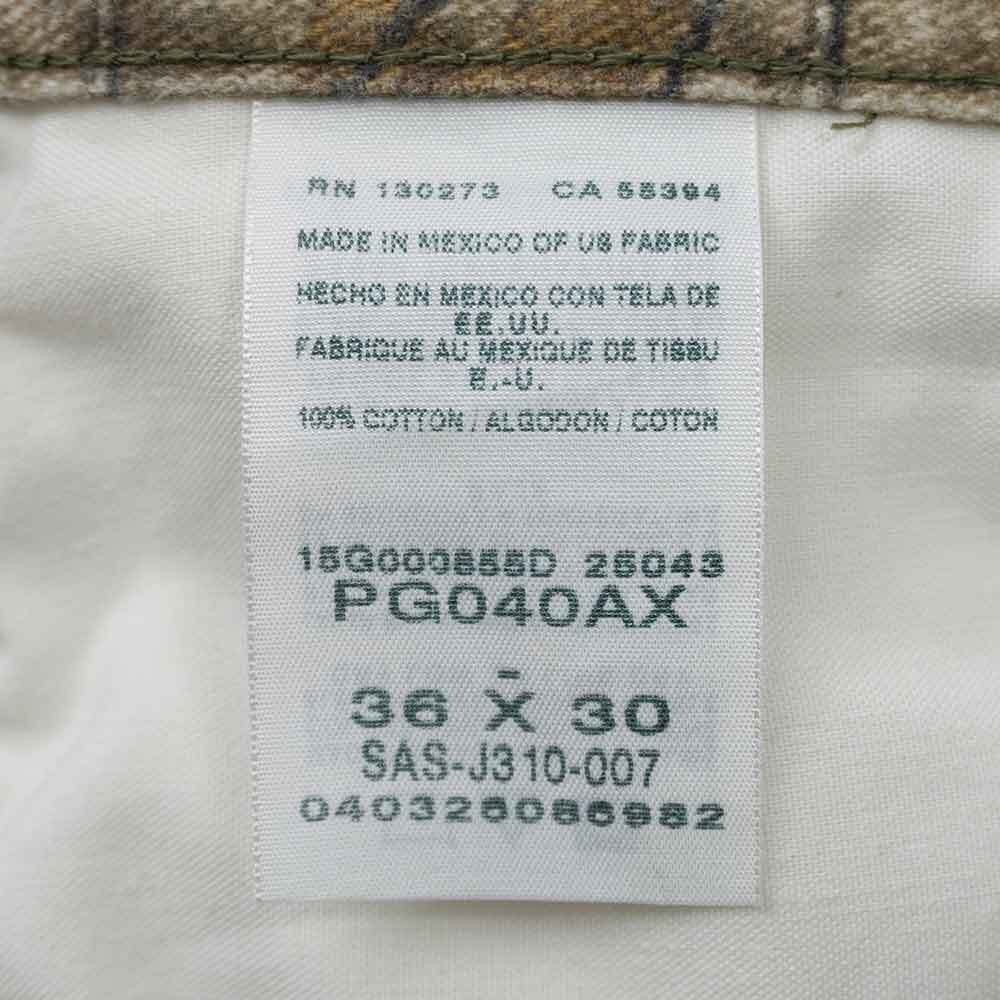 RN 130273 CA 55394
MADE IN MEXICO OF US FABRIC
HECHO EN MEXICO CON TELA DE
EE.UU.
FABRIQUE AU MEXIQUE DE TISSU
E.-U.
100% COTTON / ALGODON / COTON
15G000855D 25043
PG040AX
-
36 X 30
SAS-J310-007
040326086982